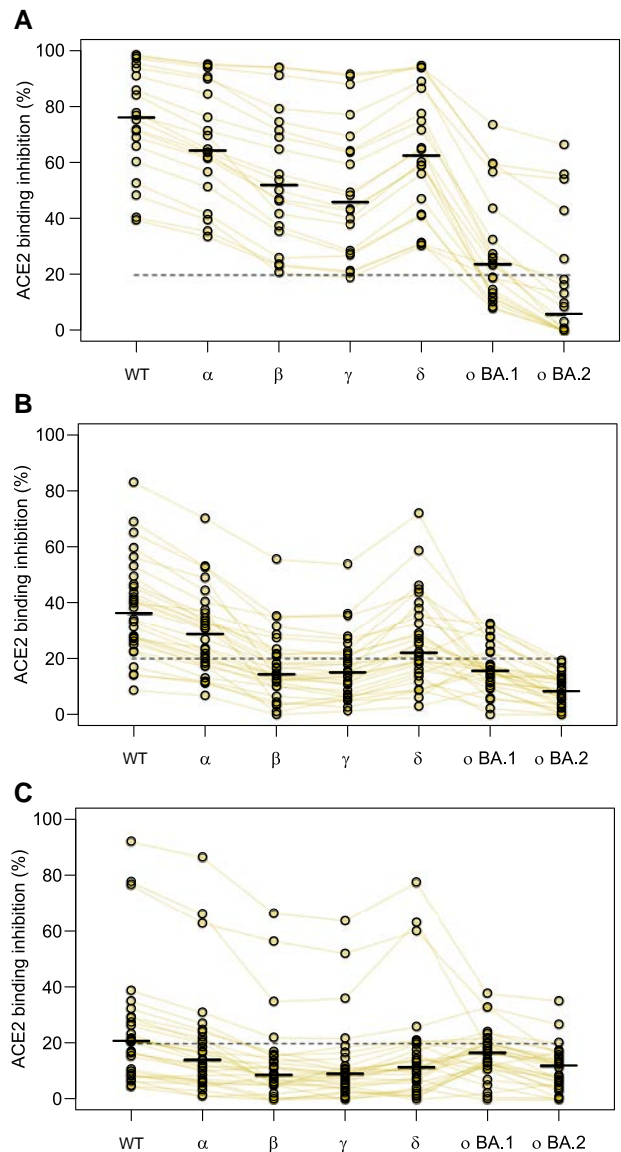 A
ACE2 binding inhibition (%)
100
80
60
40
20
0
WT α β γ δ ο BA.1 ο BA.2
B
ACE2 binding inhibition (%)
100
80
60
40
20
0
WT α β γ δ ο BA.1 ο BA.2
C
ACE2 binding inhibition (%)
100
80
60
40
20
0
WT α β γ δ ο BA.1 ο BA.2